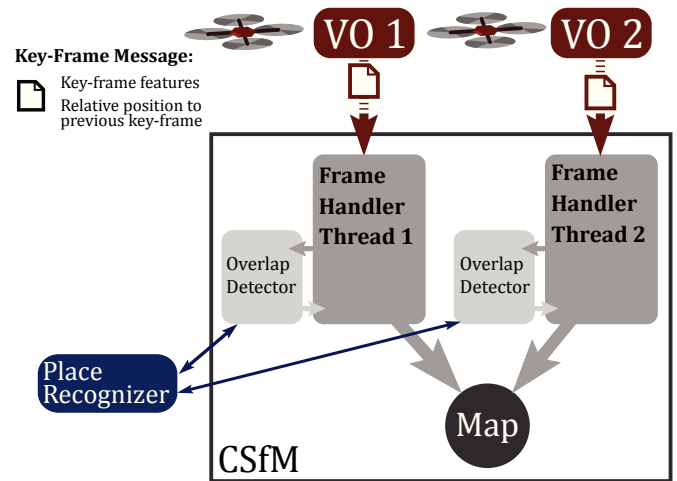 VO 1
VO 2
Key-Frame Message:
Key-frame features
Relative position to
previous key-frame
Frame
Handler
Thread 1
Frame
Handler
Thread 2
Overlap
Detector
Overlap
Detector
Place
Recognizer
Map
CSfM